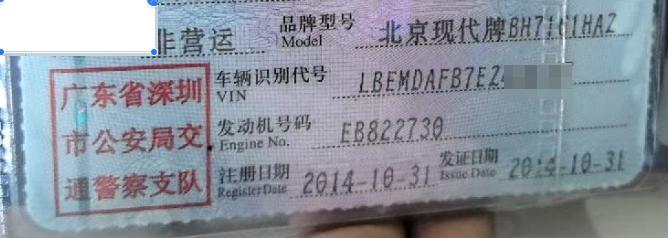 非营运 品牌型号 Model 北京现代牌BH7161HAZ
车辆识别代号 VIN LBEMDAFB7EZ
发动机号码 Engine No. EB822730
注册日期 Register Date 2014-10-31 发证日期 Issue Date 2014-10-31
广东省深圳
市公安局交
通警察支队